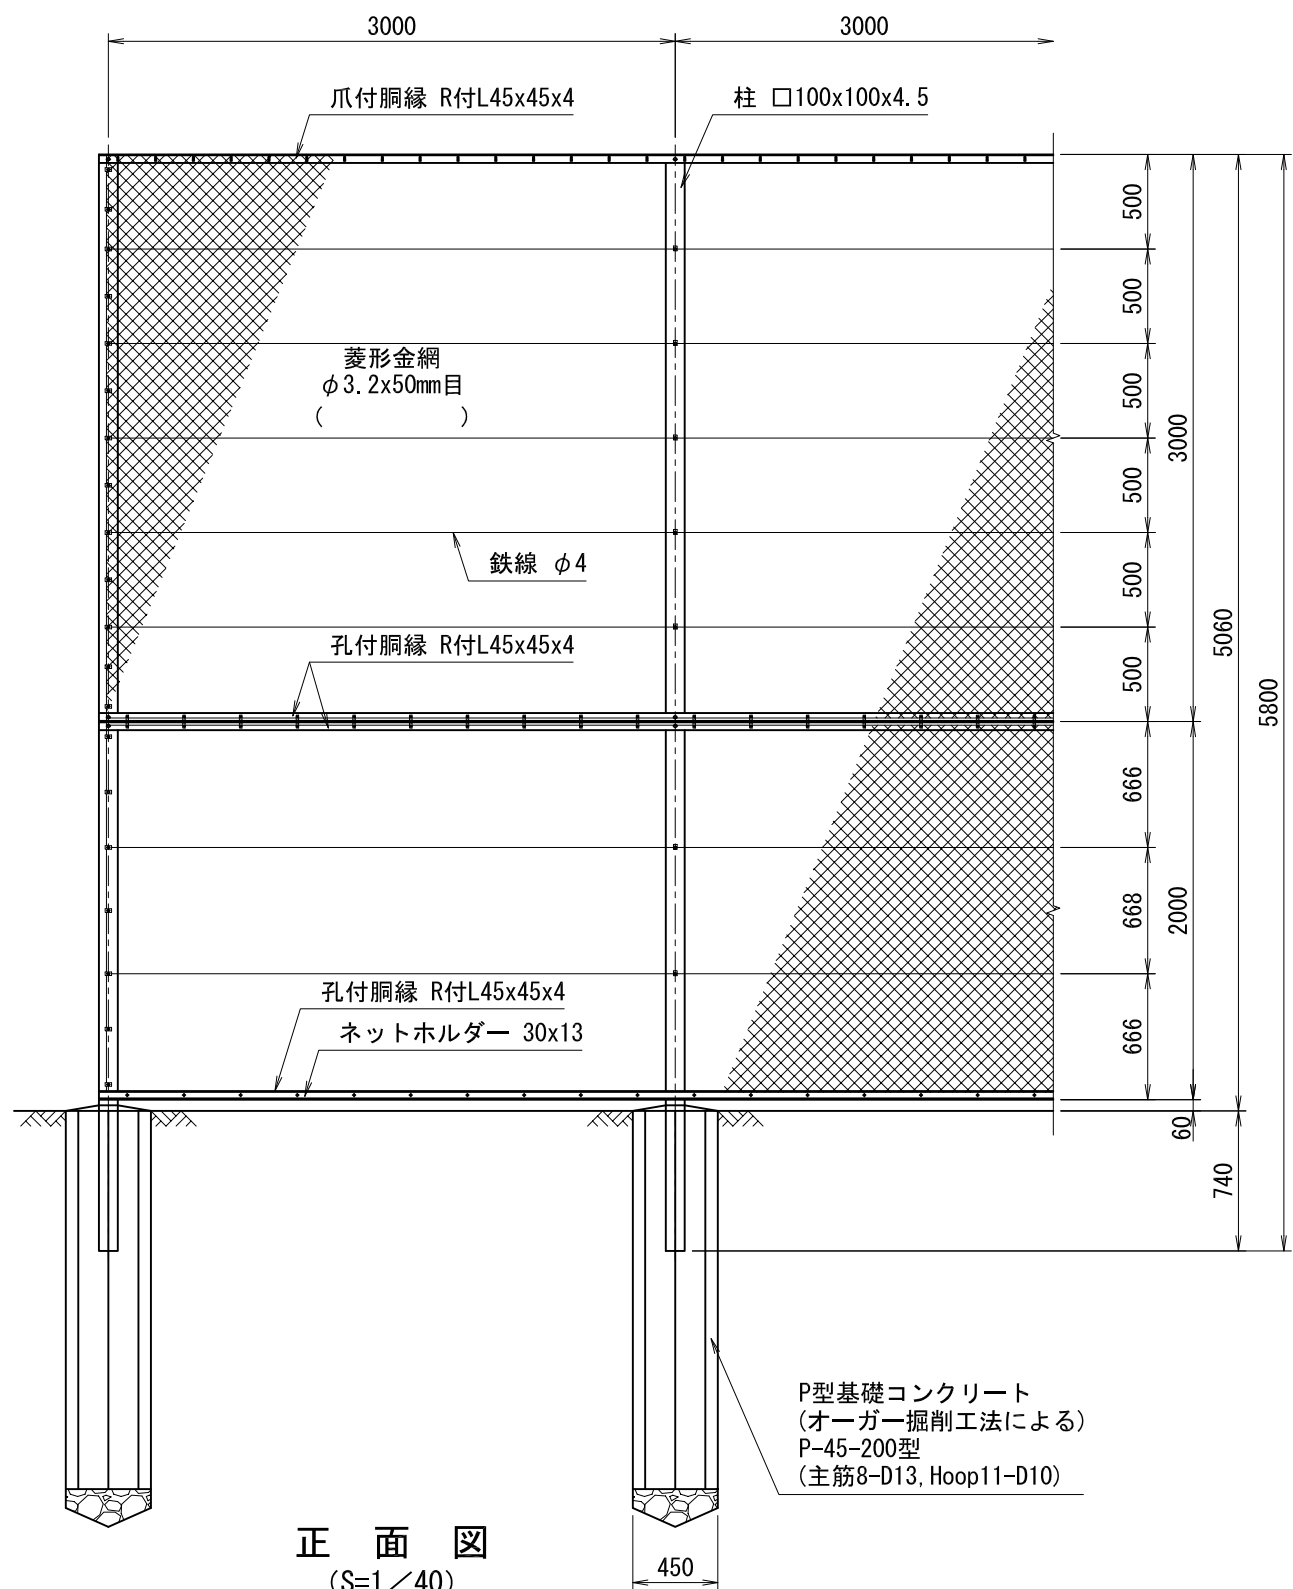 3000
3000
爪付胴縁 R付L45x45x4
柱 □100x100x4.5
500
500
500
500
500
500
3000
5060
5800
菱形金網
φ3.2x50mm目
(　　　　　)
鉄線 φ4
孔付胴縁 R付L45x45x4
666
668
666
2000
孔付胴縁 R付L45x45x4
ネットホルダー 30x13
60
740
P型基礎コンクリート
(オーガー掘削工法による)
P-45-200型
(主筋8-D13,Hoop11-D10)
450
正 面 図
(S=1／40)